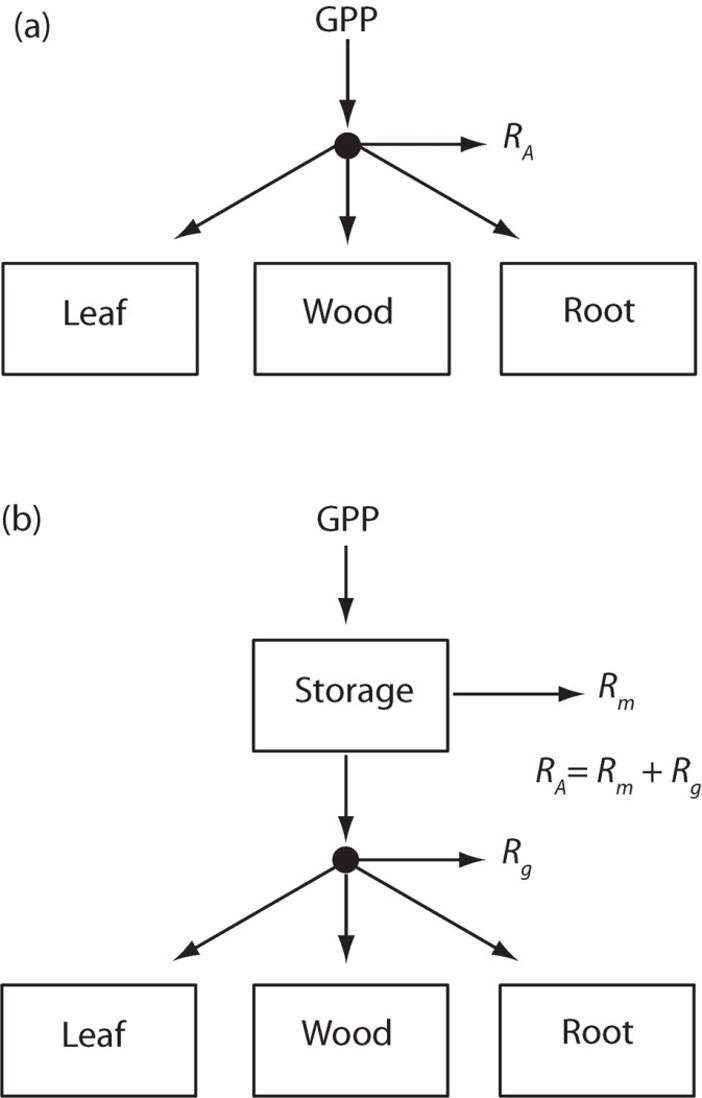 (a)
GPP
R_A
Leaf
Wood
Root
(b)
GPP
Storage
R_m
R_A = R_m + R_g
R_g
Leaf
Wood
Root